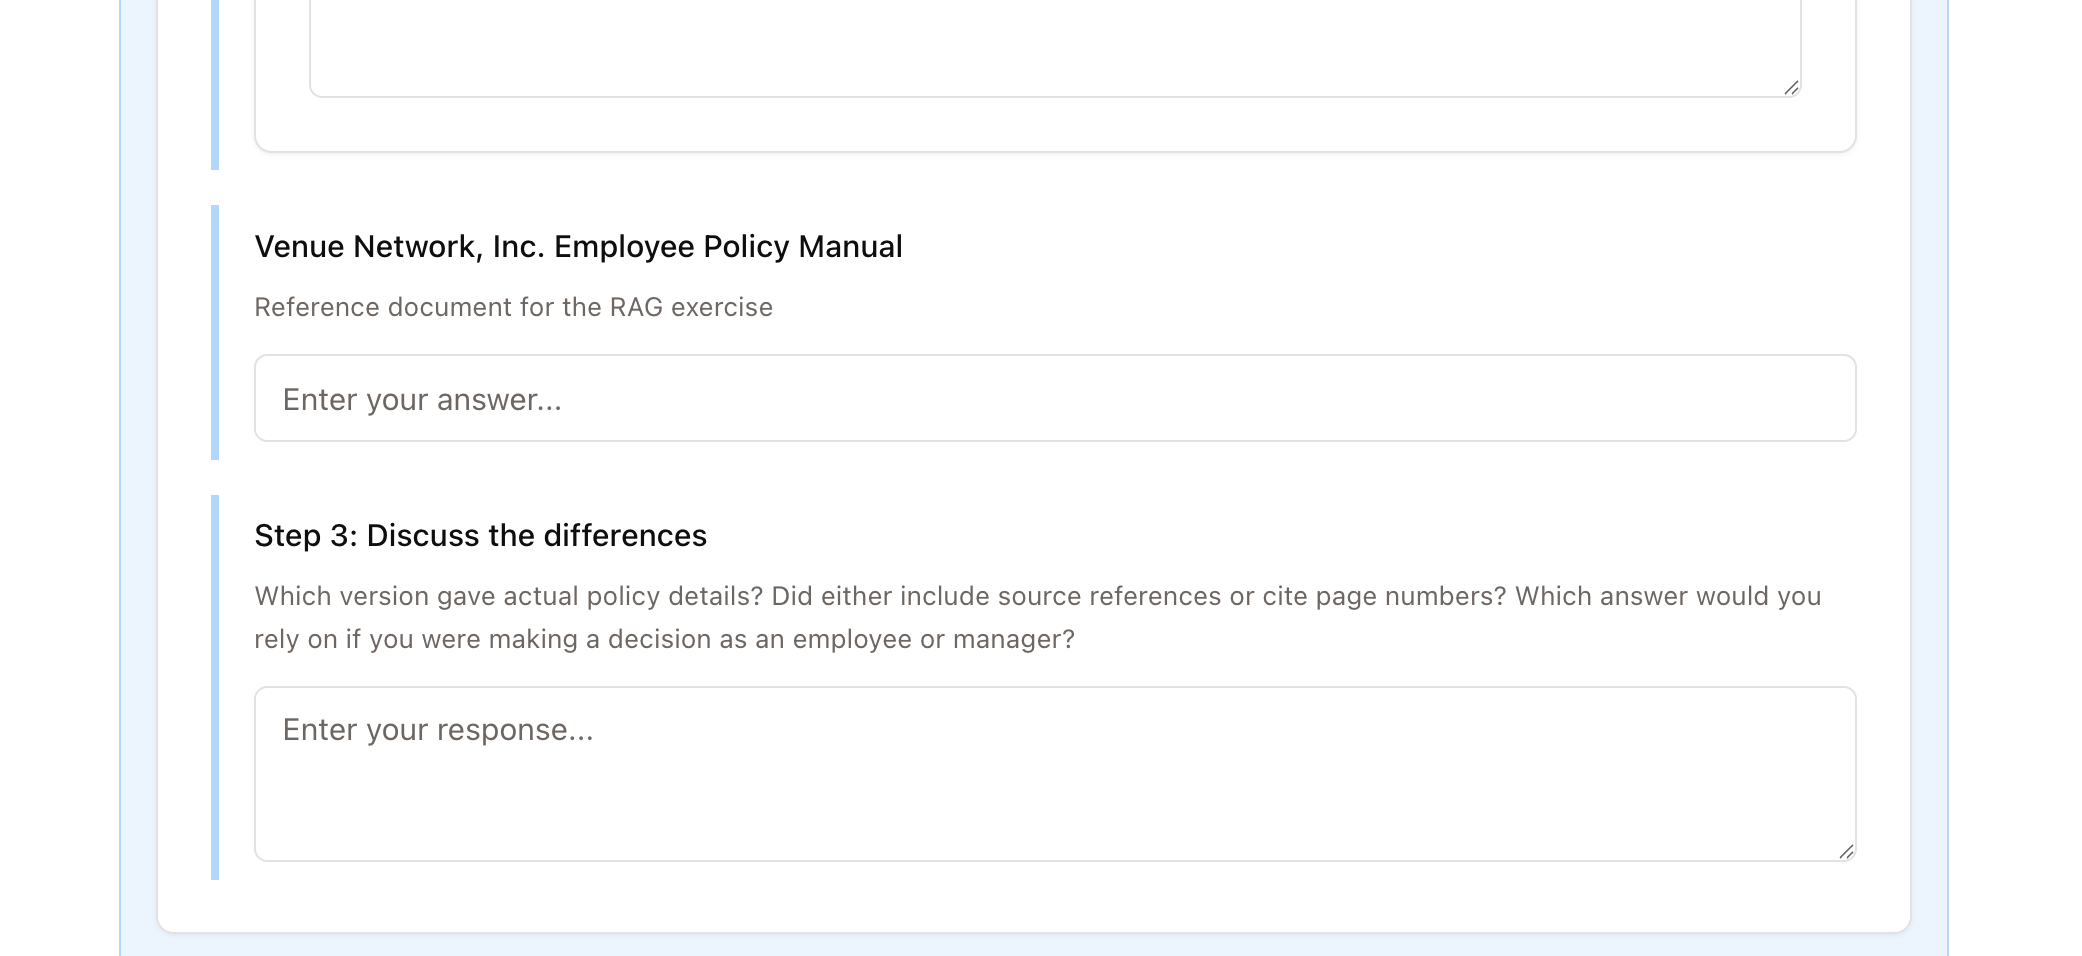 Venue Network, Inc. Employee Policy Manual
Reference document for the RAG exercise
Enter your answer...
Step 3: Discuss the differences
Which version gave actual policy details? Did either include source references or cite page numbers? Which answer would you
rely on if you were making a decision as an employee or manager?
Enter your response...